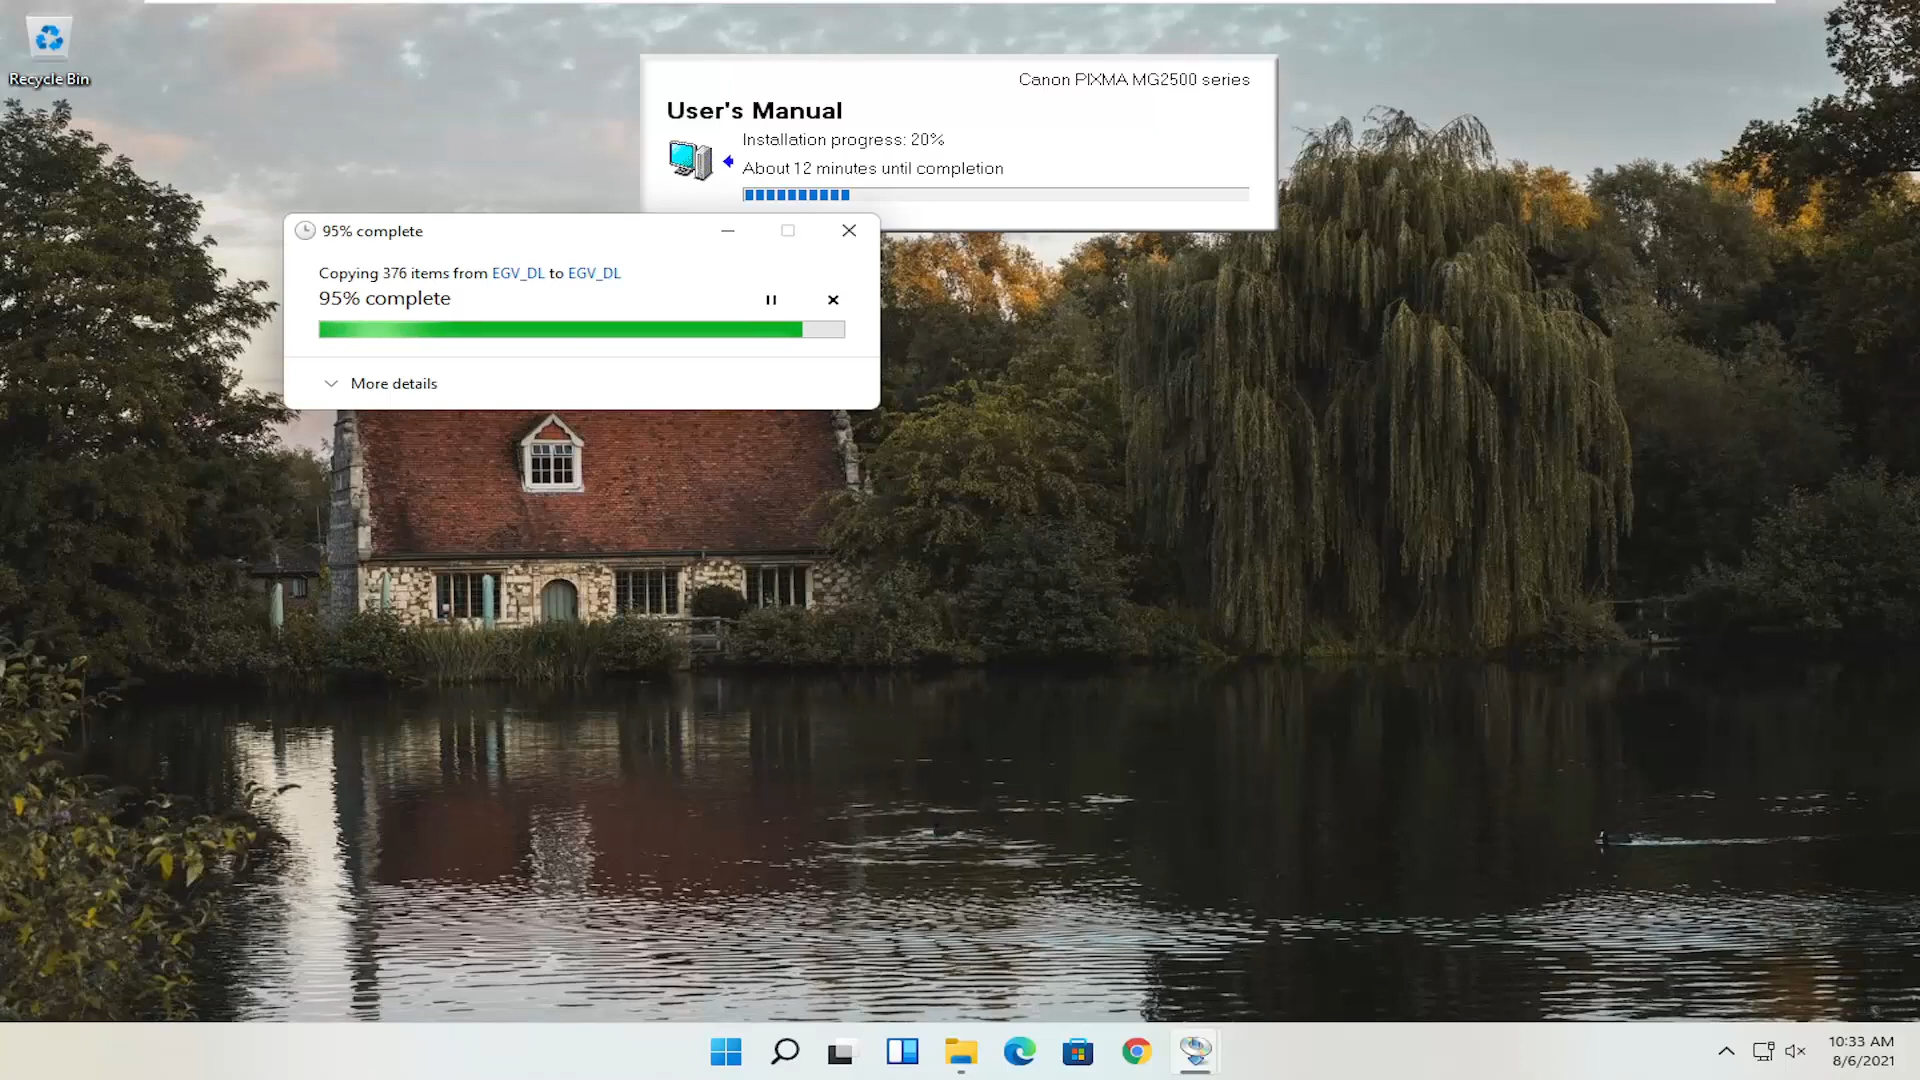 Recycle Bin
Canon PIXMA MG2500 series
User's Manual
Installation progress: 20%
About 12 minutes until completion
95% complete
Copying 376 items from EGV_DL to EGV_DL
95% complete
More details
10:33 AM
8/6/2021